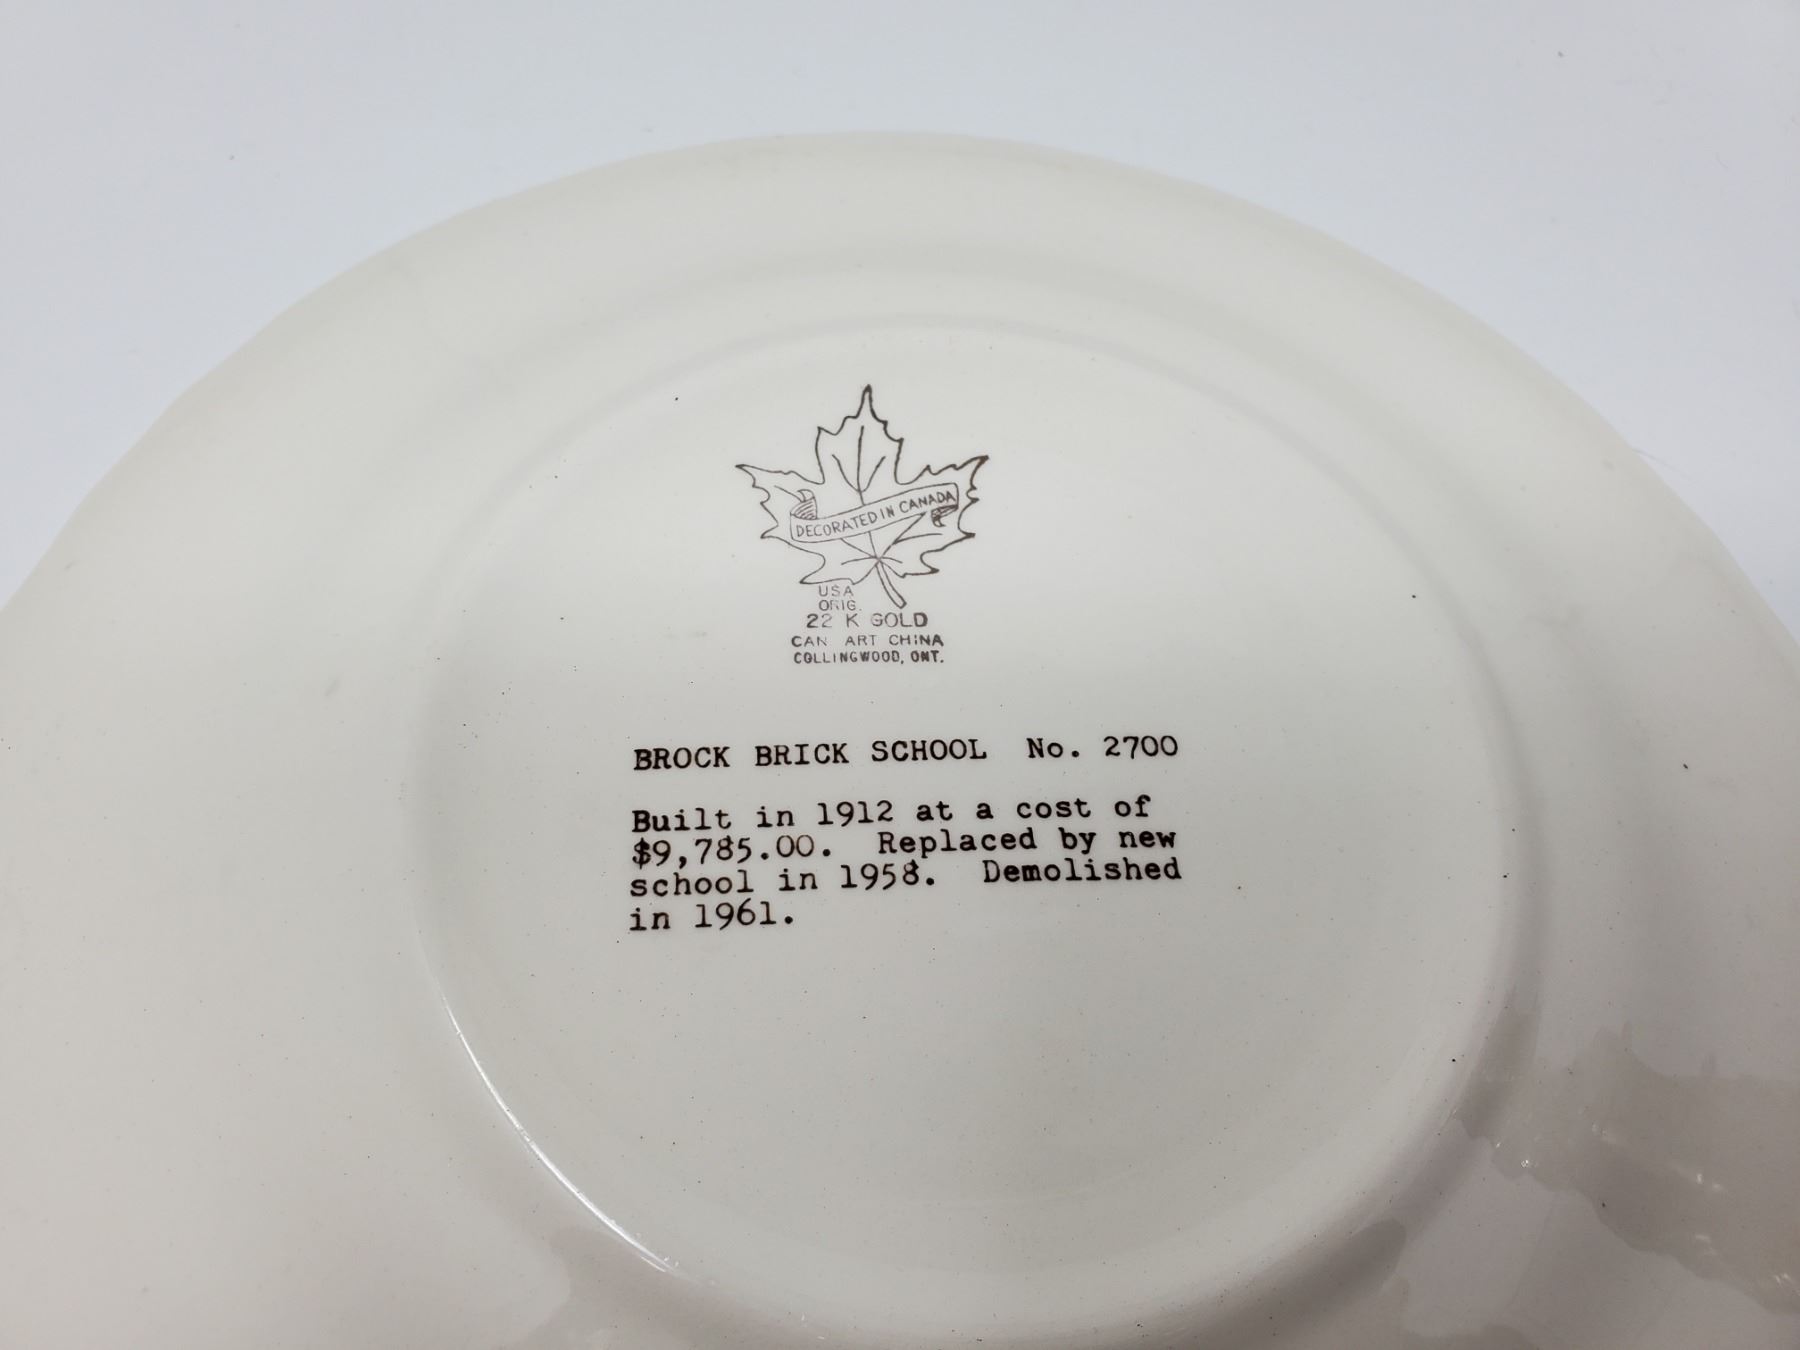 DECORATED IN CANADA
USA
ORIG.
22 K GOLD
CAN ART CHINA
COLLINGWOOD, ONT.
BROCK BRICK SCHOOL No. 2700
Built in 1912 at a cost of
$9,785.00. Replaced by new
school in 1958. Demolished
in 1961.